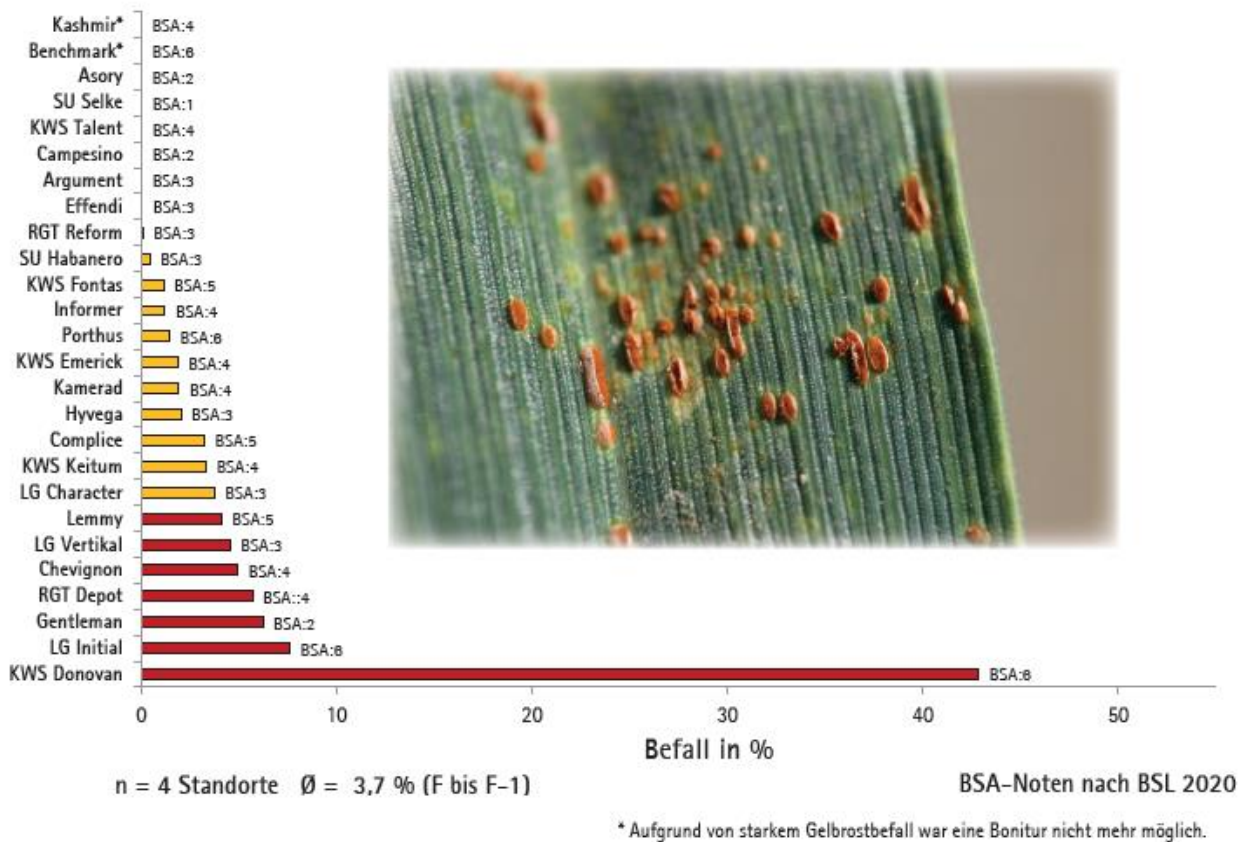 Kashmir* BSA:4
Benchmark* BSA:6
Asory BSA:2
SU Selke BSA:1
KWS Talent BSA:4
Campesino BSA:2
Argument BSA:3
Effendi BSA:3
RGT Reform BSA:3
SU Habanero BSA:3
KWS Fontas BSA:5
Informer BSA:4
Porthus BSA:6
KWS Emerick BSA:4
Kamerad BSA:4
Hyvega BSA:3
Complice BSA:5
KWS Keitum BSA:4
LG Character BSA:3
Lemmy BSA:5
LG Vertikal BSA:3
Chevignon BSA:4
RGT Depot BSA::4
Gentleman BSA:2
LG Initial BSA:6
KWS Donovan BSA:6
0 10 20 30 40 50
Befall in %
n = 4 Standorte Ø = 3,7 % (F bis F-1) BSA-Noten nach BSL 2020
* Aufgrund von starkem Gelbrostbefall war eine Bonitur nicht mehr möglich.